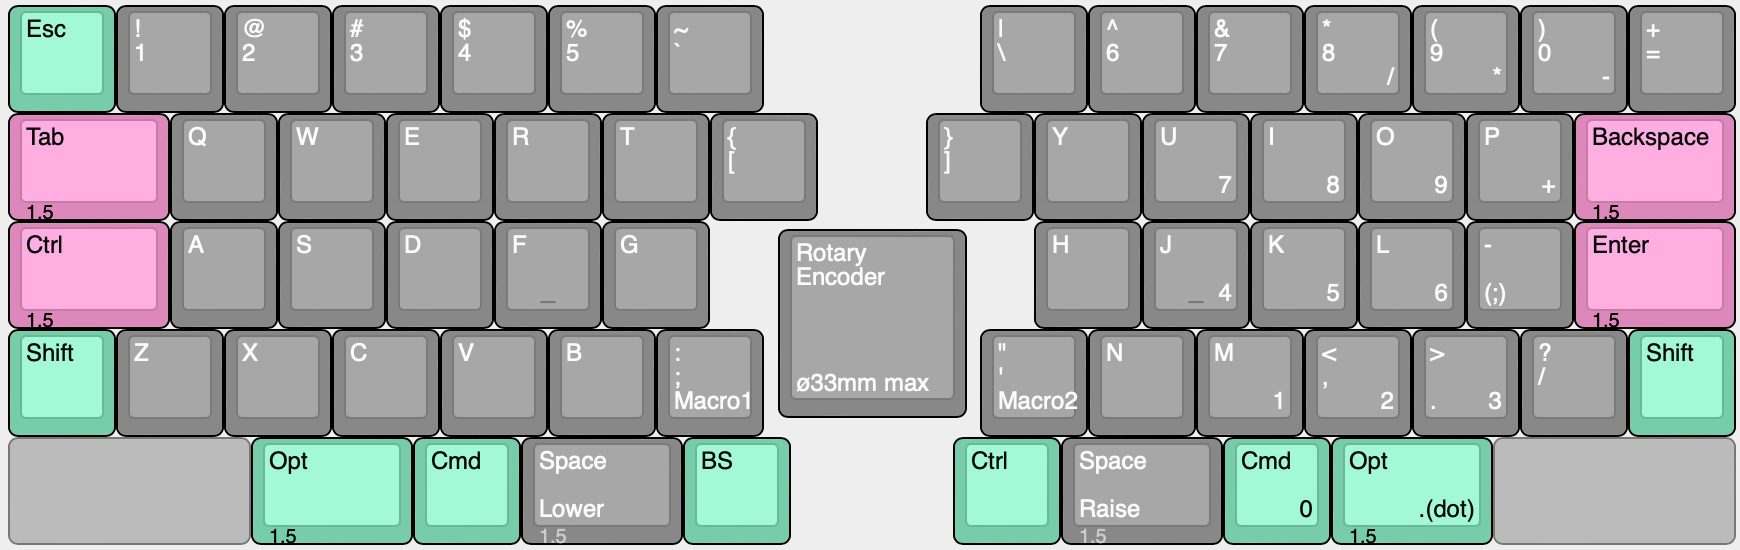 Esc
!
1
@
2
#
3
$
4
%
5
~
`
|
\
^
6
&
7
*
8
/
(
9
*
)
0
-
+
=
Tab
1.5
Q
W
E
R
T
{
[
}
]
Y
U
7
I
8
O
9
P
+
Backspace
1.5
Ctrl
1.5
A
S
D
F
_
G
Rotary
Encoder
ø33mm max
H
J
_ 4
K
5
L
6
-
(;)
Enter
1.5
Shift
Z
X
C
V
B
:
;
Macro1
"
'
Macro2
N
M
1
<
,
2
>
. 3
?
/
Shift
Opt
1.5
Cmd
Space
Lower
1.5
BS
Ctrl
Space
Raise
1.5
Cmd
0
Opt
.(dot)
1.5